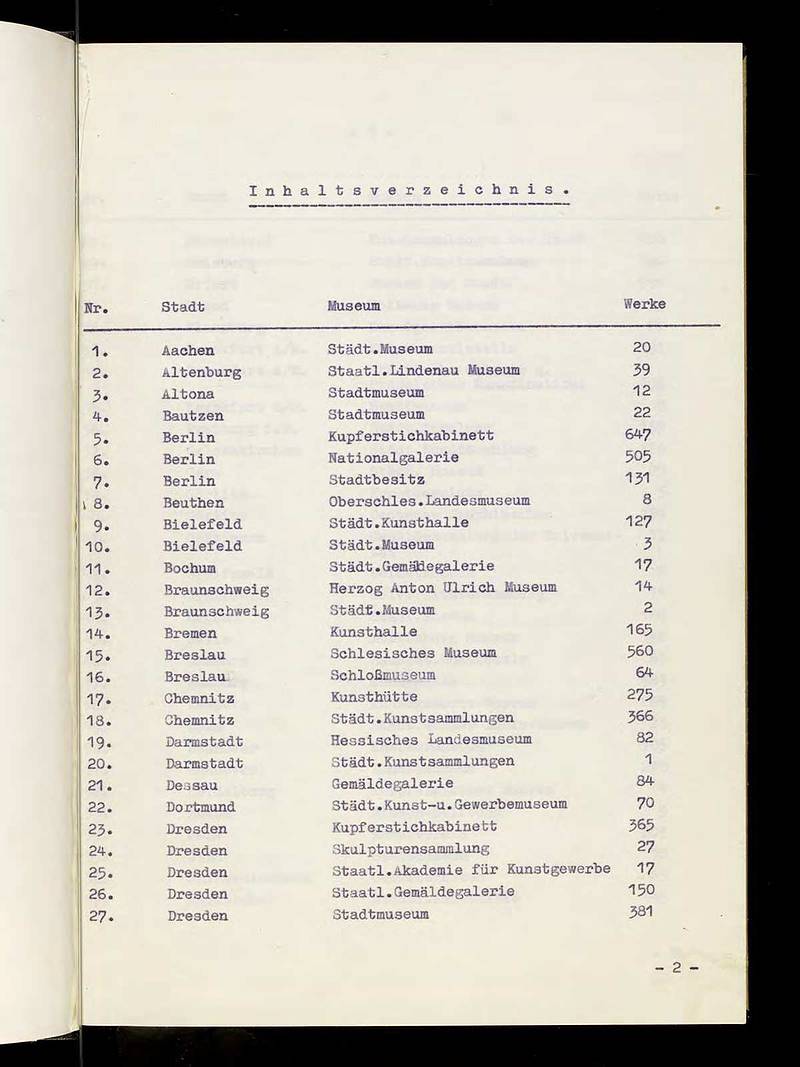 Inhaltsverzeichnis.
Nr. Stadt Museum Werke
1. Aachen Städt.Museum 20
2. Altenburg Staatl.Lindenau Museum 39
3. Altona Stadtmuseum 12
4. Bautzen Stadtmuseum 22
5. Berlin Kupferstichkabinett 647
6. Berlin Nationalgalerie 505
7. Berlin Stadtbesitz 131
8. Beuthen Oberschles.Landesmuseum 8
9. Bielefeld Städt.Kunsthalle 127
10. Bielefeld Städt.Museum 3
11. Bochum Städt.Gemäldegalerie 17
12. Braunschweig Herzog Anton Ulrich Museum 14
13. Braunschweig Städt.Museum 2
14. Bremen Kunsthalle 165
15. Breslau Schlesisches Museum 560
16. Breslau Schloßmuseum 64
17. Chemnitz Kunsthütte 275
18. Chemnitz Städt.Kunstsammlungen 366
19. Darmstadt Hessisches Landesmuseum 82
20. Darmstadt Städt.Kunstsammlungen 1
21. Dessau Gemäldegalerie 84
22. Dortmund Städt.Kunst-u.Gewerbemuseum 70
23. Dresden Kupferstichkabinett 365
24. Dresden Skulpturensammlung 27
25. Dresden Staatl.Akademie für Kunstgewerbe 17
26. Dresden Staatl.Gemäldegalerie 150
27. Dresden Stadtmuseum 381
- 2 -